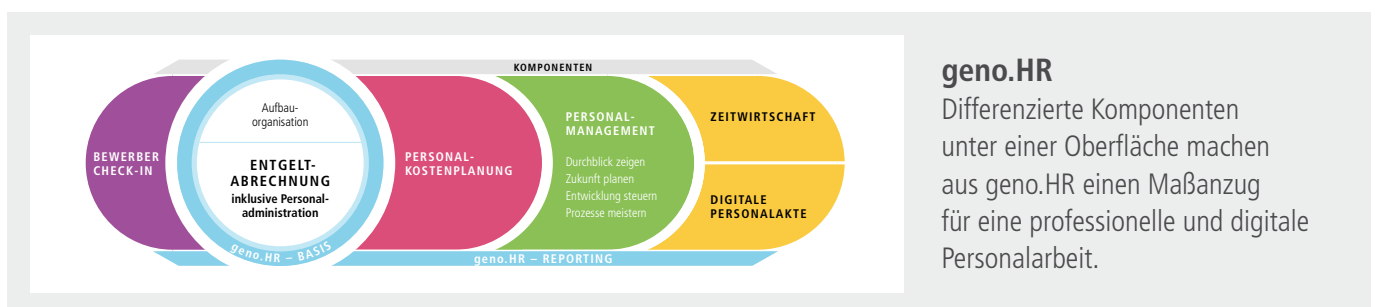 KOMPONENTEN
BEWERBER
CHECK-IN
Aufbau-
organisation
ENTGELT-
ABRECHNUNG
inklusive Personal-
administration
geno.HR – BASIS
PERSONAL-
KOSTENPLANUNG
PERSONAL-
MANAGEMENT
Durchblick zeigen
Zukunft planen
Entwicklung steuern
Prozesse meistern
ZEITWIRTSCHAFT
DIGITALE
PERSONALAKTE
geno.HR – REPORTING
geno.HR
Differenzierte Komponenten
unter einer Oberfläche machen
aus geno.HR einen Maßanzug
für eine professionelle und digitale
Personalarbeit.